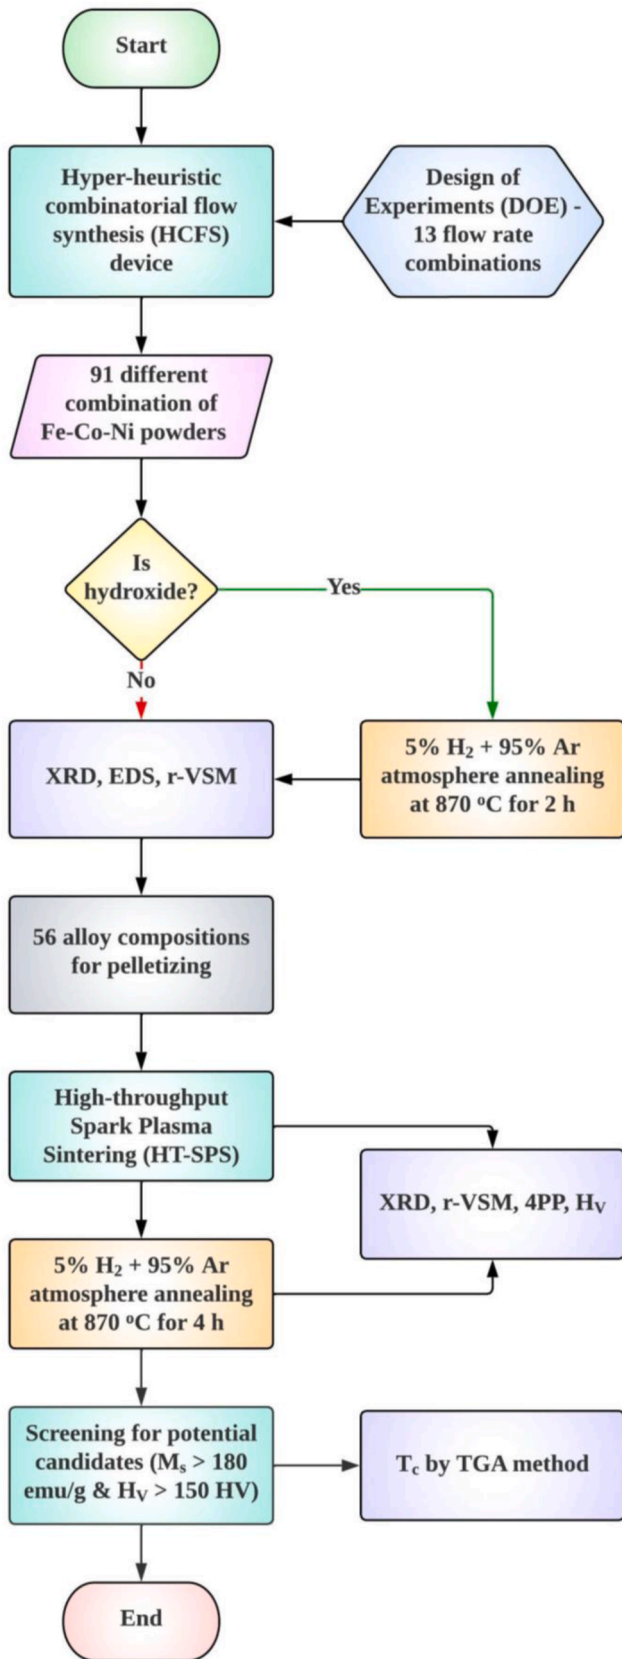 Start
Hyper-heuristic
combinatorial flow
synthesis (HCFS)
device
Design of
Experiments (DOE) -
13 flow rate
combinations
91 different
combination of
Fe-Co-Ni powders
Is
hydroxide?
Yes
No
XRD, EDS, r-VSM
5% H₂ + 95% Ar
atmosphere annealing
at 870 ºC for 2 h
56 alloy compositions
for pelletizing
High-throughput
Spark Plasma
Sintering (HT-SPS)
XRD, r-VSM, 4PP, HV
5% H₂ + 95% Ar
atmosphere annealing
at 870 ºC for 4 h
Screening for potential
candidates (Ms > 180
emu/g & HV > 150 HV)
Tc by TGA method
End